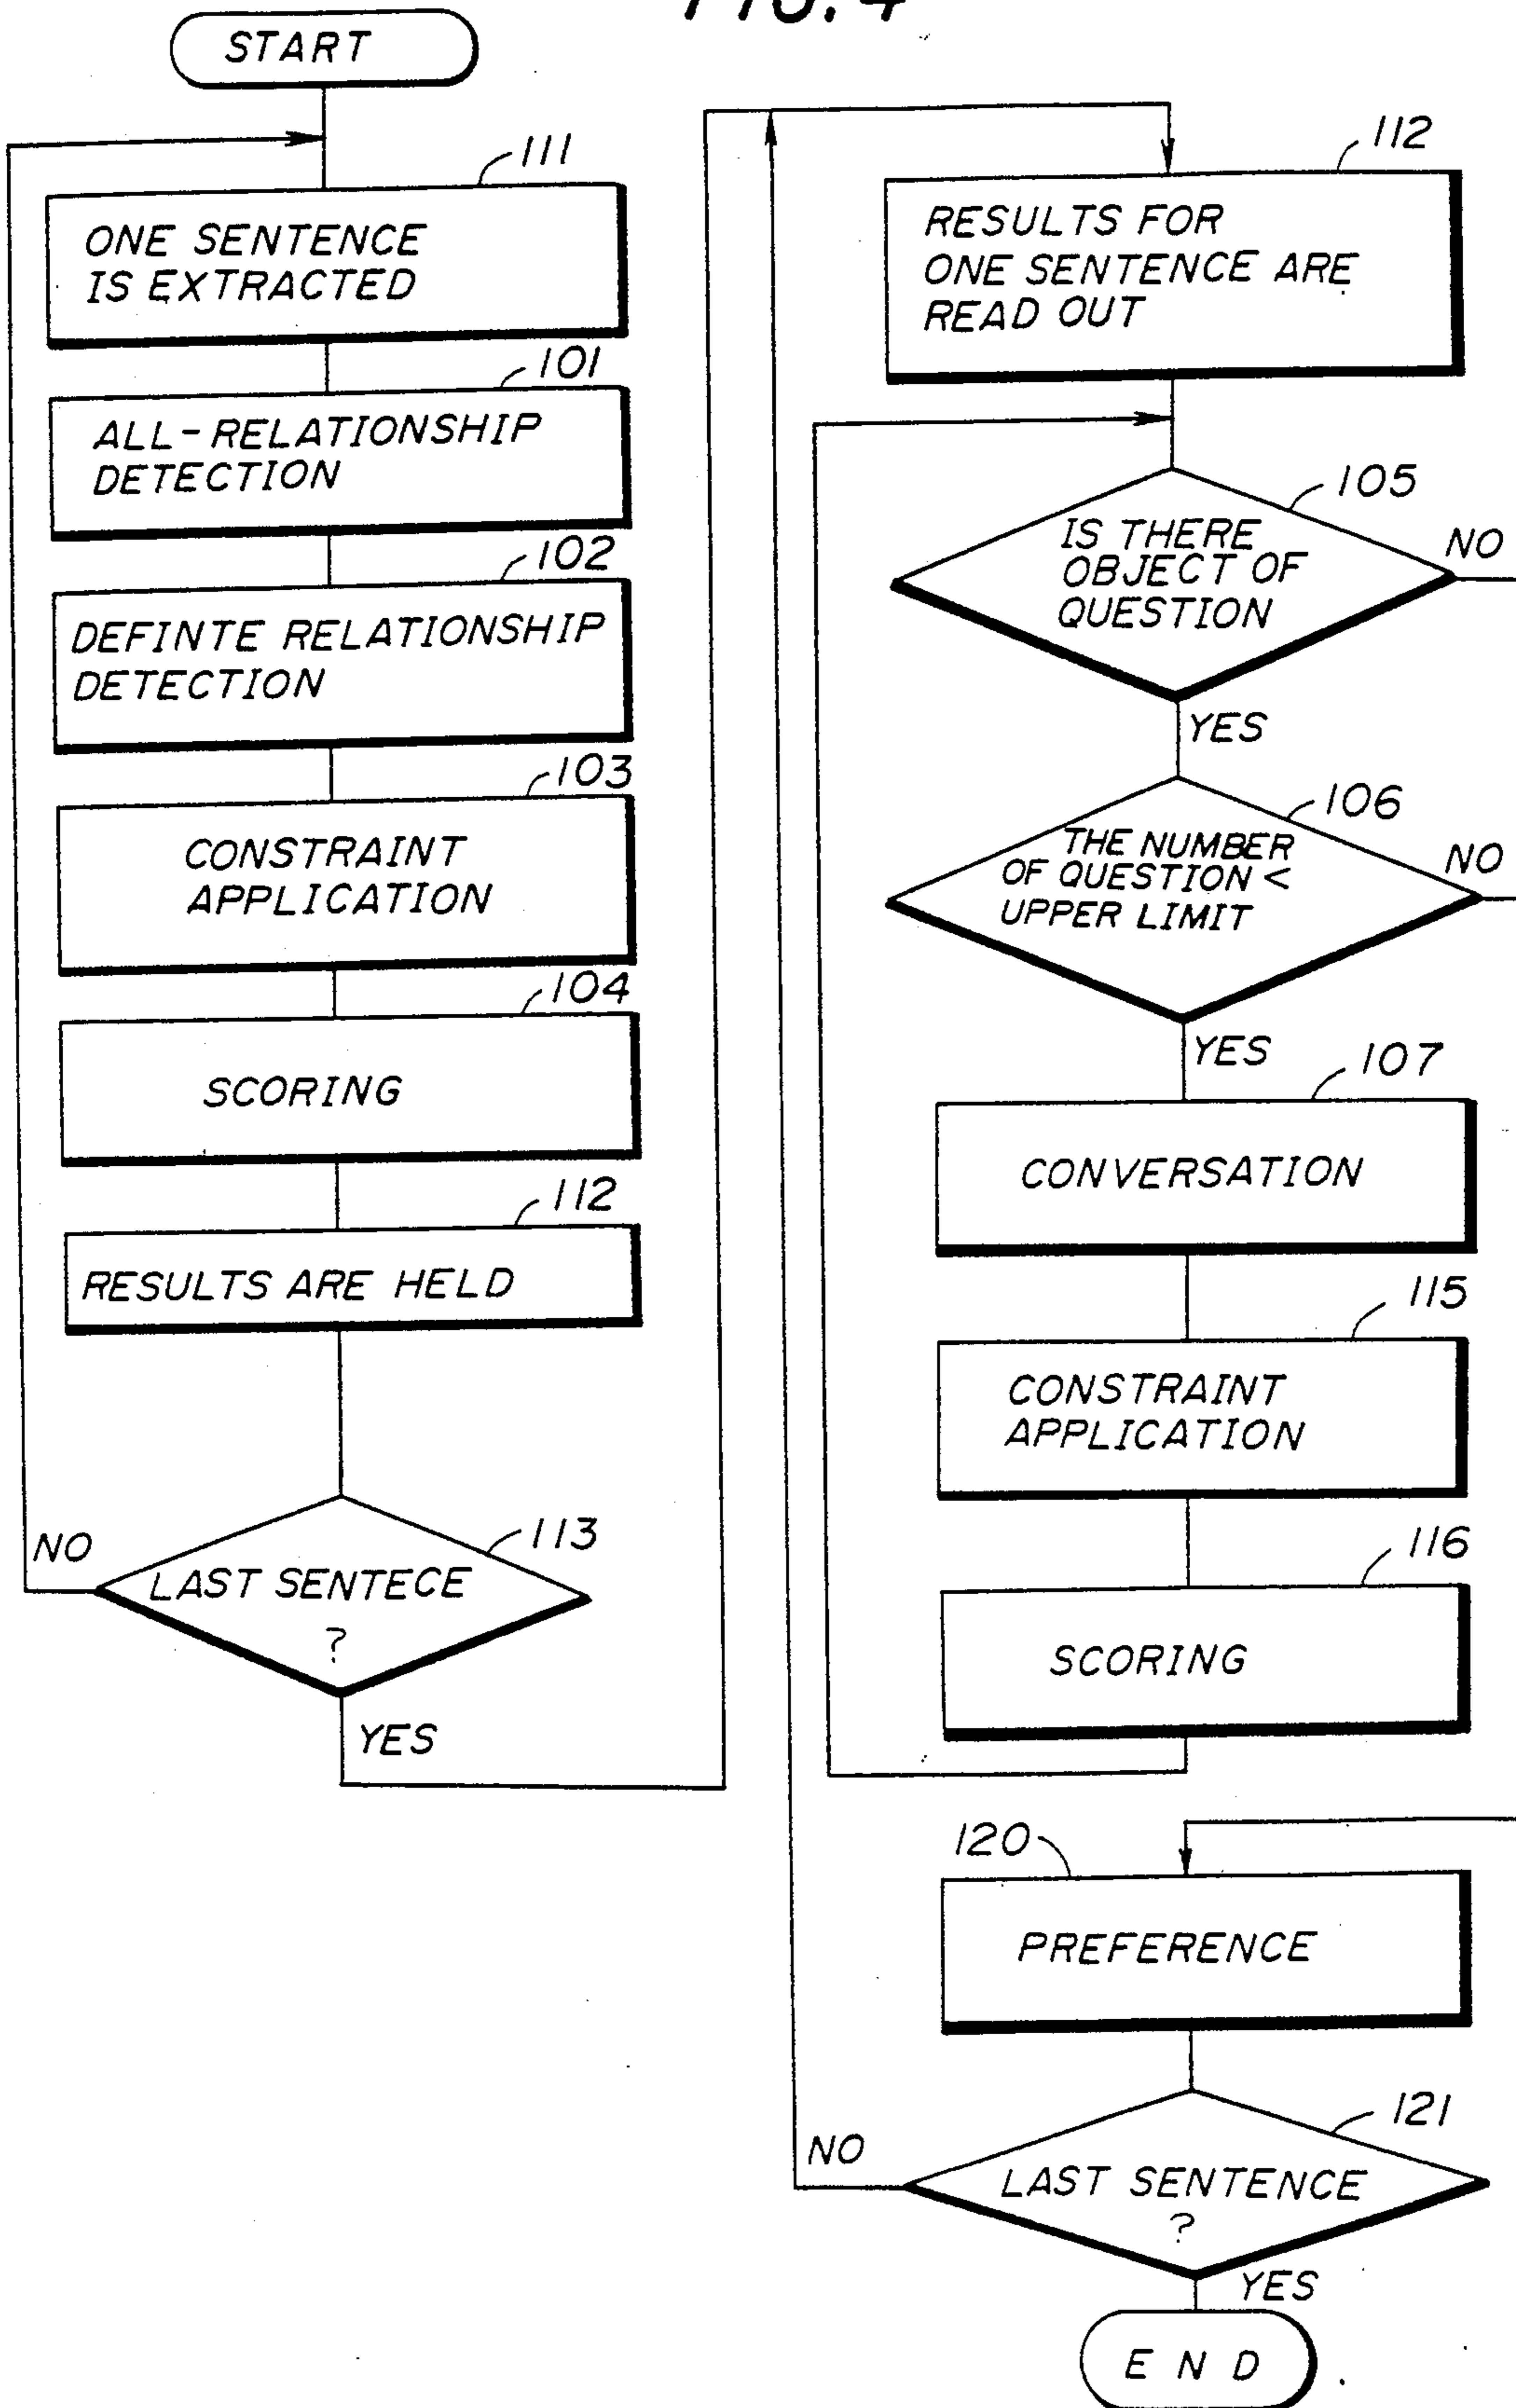 FIG. 4
START
111
ONE SENTENCE
IS EXTRACTED
101
ALL-RELATIONSHIP
DETECTION
102
DEFINTE RELATIONSHIP
DETECTION
103
CONSTRAINT
APPLICATION
104
SCORING
112
RESULTS ARE HELD
113
NO
LAST SENTECE
?
YES
112
RESULTS FOR
ONE SENTENCE ARE
READ OUT
105
IS THERE
OBJECT OF
QUESTION
NO
YES
106
THE NUMBER
OF QUESTION <
UPPER LIMIT
NO
YES
107
CONVERSATION
115
CONSTRAINT
APPLICATION
116
SCORING
120
PREFERENCE
121
NO
LAST SENTENCE
?
YES
END